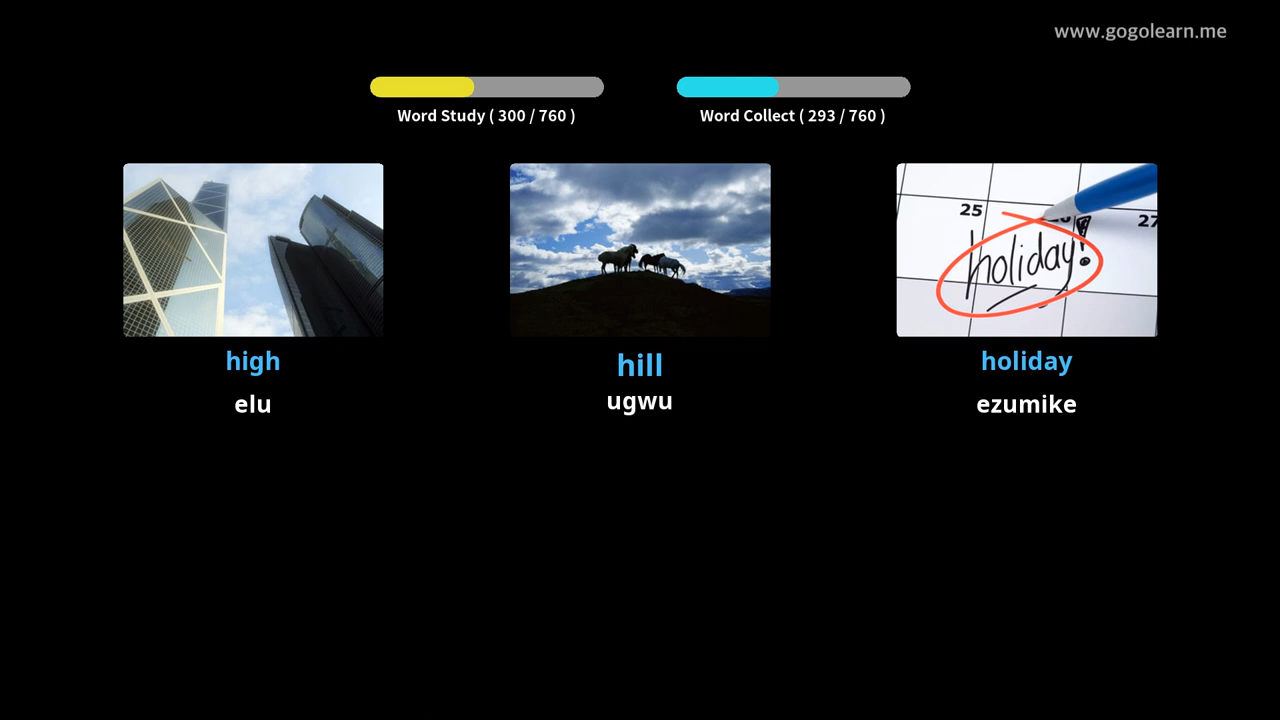 www.gogolearn.me
Word Study ( 300 / 760 )
Word Collect ( 293 / 760 )
25
27
holiday!
high
hill
holiday
elu
ugwu
ezumike